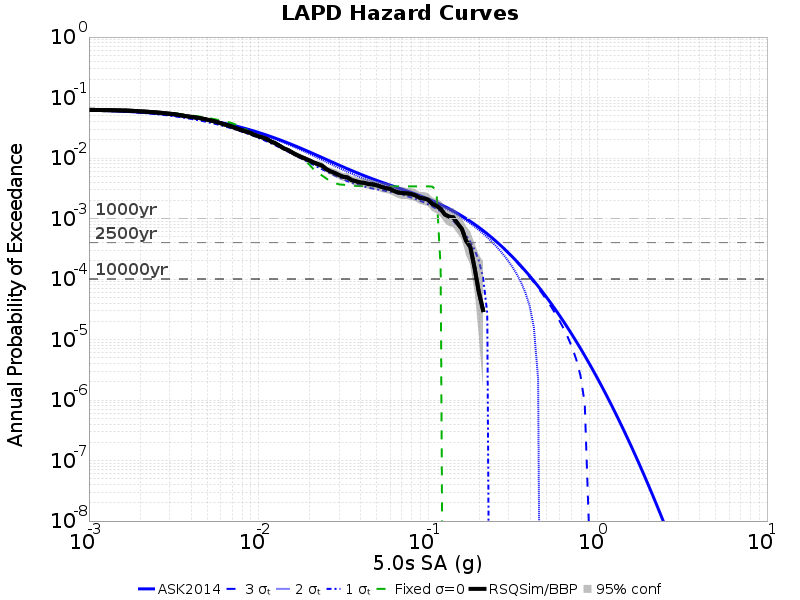 LAPD Hazard Curves
Annual Probability of Exceedance
10^0
10^-1
10^-2
10^-3
10^-4
10^-5
10^-6
10^-7
10^-8
1000yr
2500yr
10000yr
10^-3
10^-2
10^-1
10^0
10^1
5.0s SA (g)
ASK2014 3 σₜ 2 σₜ 1 σₜ Fixed σ=0 RSQSim/BBP 95% conf